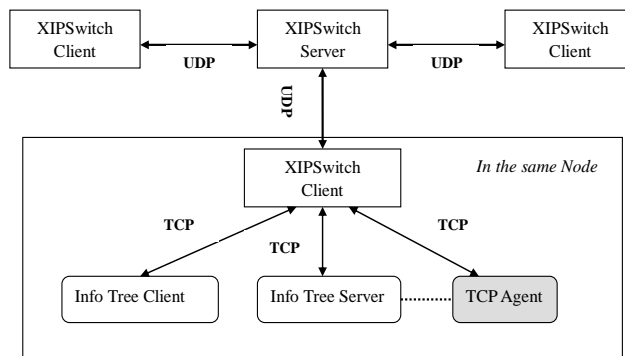 XIPSwitch
Client
XIPSwitch
Server
XIPSwitch
Client
UDP
UDP
UDP
XIPSwitch
Client
In the same Node
TCP
TCP
TCP
Info Tree Client
Info Tree Server
TCP Agent